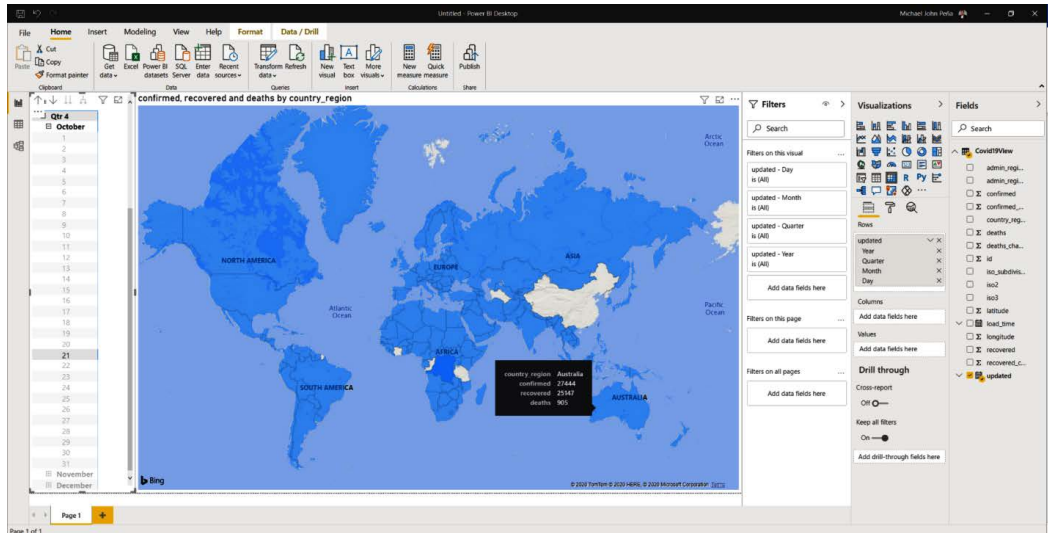 Untitled - Power BI Desktop
Michael John Peña
File Home Insert Modeling View Help Format Data / Drill
Paste
Cut
Copy
Format painter
Get data
Excel
Power BI datasets
SQL Server
Enter data
Recent sources
Transform data
Refresh
New visual
Text box
More visuals
New measure
Quick measure
Publish
Clipboard
Data
Queries
Insert
Calculations
Share
Qtr 4
October
1
2
3
4
5
6
7
8
9
10
11
12
13
14
15
16
17
18
19
20
21
22
23
24
25
26
27
28
29
30
31
November
December
confirmed, recovered and deaths by country_region
Arctic Ocean
NORTH AMERICA
EUROPE
ASIA
Atlantic Ocean
Pacific Ocean
AFRICA
SOUTH AMERICA
AUSTRALIA
country_region Australia
confirmed 27444
recovered 25147
deaths 905
Bing
© 2020 TomTom © 2020 HERE, © 2020 Microsoft Corporation Terms
Filters
Search
Filters on this visual ...
updated - Day
is (All)
updated - Month
is (All)
updated - Quarter
is (All)
updated - Year
is (All)
Add data fields here
Filters on this page ...
Add data fields here
Filters on all pages ...
Add data fields here
Visualizations
R Py
Rows
updated
Year
Quarter
Month
Day
Columns
Add data fields here
Values
Add data fields here
Drill through
Cross-report
Off
Keep all filters
On
Add drill-through fields here
Fields
Search
Covid19View
admin_regi...
admin_regi...
Σ confirmed
Σ confirmed_...
country_reg...
Σ deaths
Σ deaths_cha...
Σ id
iso_subdivis...
iso2
iso3
Σ latitude
load_time
Σ longitude
Σ recovered
Σ recovered_c...
updated
Page 1
Page 1 of 1